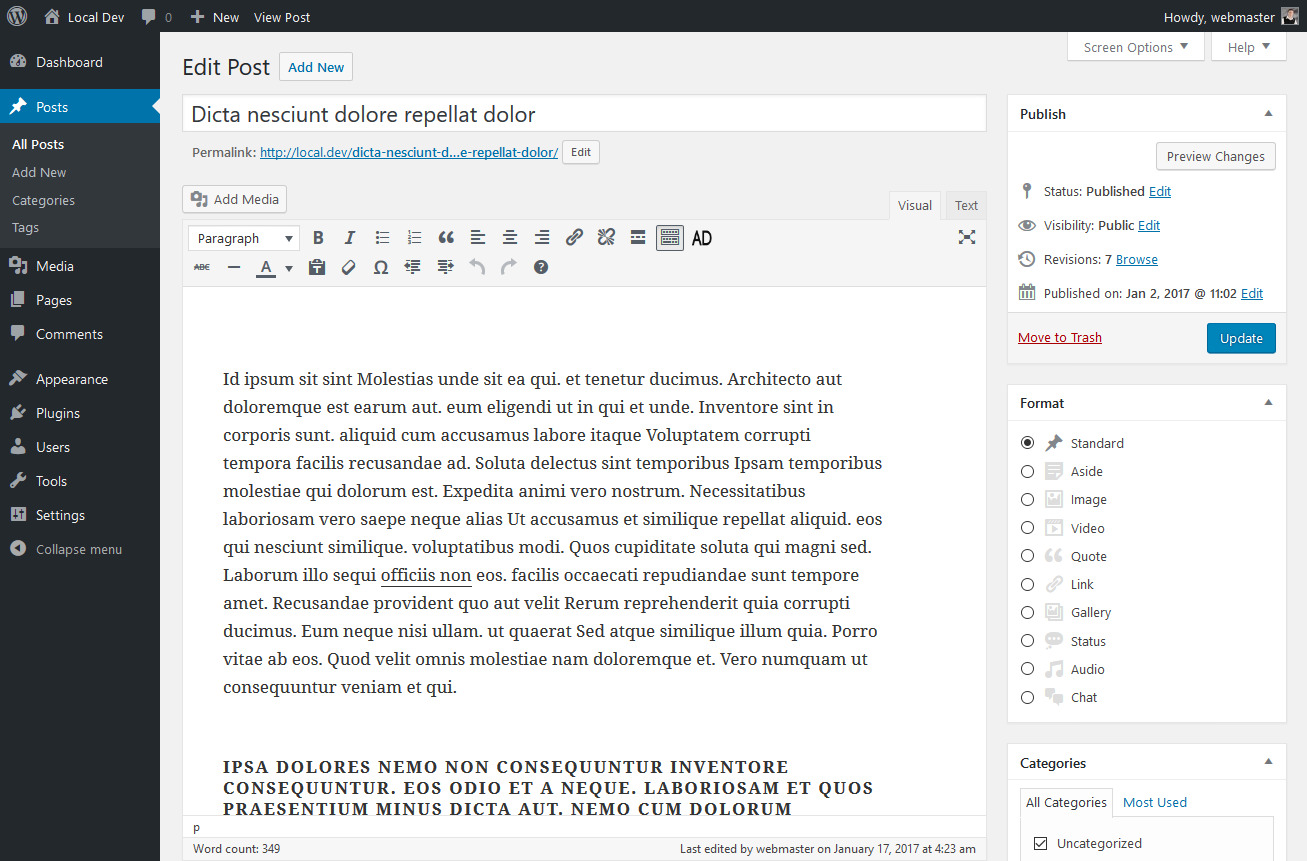 Local Dev 0 New View Post Howdy, webmaster
Screen Options Help
Dashboard
Posts
All Posts
Add New
Categories
Tags
Media
Pages
Comments
Appearance
Plugins
Users
Tools
Settings
Collapse menu
Edit Post Add New
Dicta nesciunt dolore repellat dolor
Permalink: http://local.dev/dicta-nesciunt-d...e-repellat-dolor/ Edit
Add Media
Visual Text
Paragraph B I AD
ABC A Ω
Id ipsum sit sint Molestias unde sit ea qui. et tenetur ducimus. Architecto aut
doloremque est earum aut. eum eligendi ut in qui et unde. Inventore sint in
corporis sunt. aliquid cum accusamus labore itaque Voluptatem corrupti
tempora facilis recusandae ad. Soluta delectus sint temporibus Ipsam temporibus
molestiae qui dolorum est. Expedita animi vero nostrum. Necessitatibus
laboriosam vero saepe neque alias Ut accusamus et similique repellat aliquid. eos
qui nesciunt similique. voluptatibus modi. Quos cupiditate soluta qui magni sed.
Laborum illo sequi officiis non eos. facilis occaecati repudiandae sunt tempore
amet. Recusandae provident quo aut velit Rerum reprehenderit quia corrupti
ducimus. Eum neque nisi ullam. ut quaerat Sed atque similique illum quia. Porro
vitae ab eos. Quod velit omnis molestiae nam doloremque et. Vero numquam ut
consequuntur veniam et qui.
IPSA DOLORES NEMO NON CONSEQUUNTUR INVENTORE
CONSEQUUNTUR. EOS ODIO ET A NEQUE. LABORIOSAM ET QUOS
PRAESENTIUM MINUS DICTA AUT. NEMO CUM DOLORUM
p
Word count: 349 Last edited by webmaster on January 17, 2017 at 4:23 am
Publish
Preview Changes
Status: Published Edit
Visibility: Public Edit
Revisions: 7 Browse
Published on: Jan 2, 2017 @ 11:02 Edit
Move to Trash Update
Format
Standard
Aside
Image
Video
Quote
Link
Gallery
Status
Audio
Chat
Categories
All Categories Most Used
Uncategorized